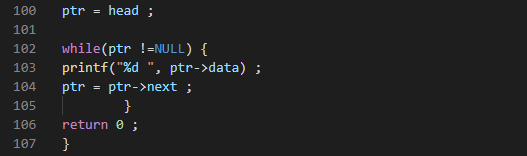 100 ptr = head ;
101
102 while(ptr !=NULL) {
103 printf("%d ", ptr->data) ;
104 ptr = ptr->next ;
105 }
106 return 0 ;
107 }